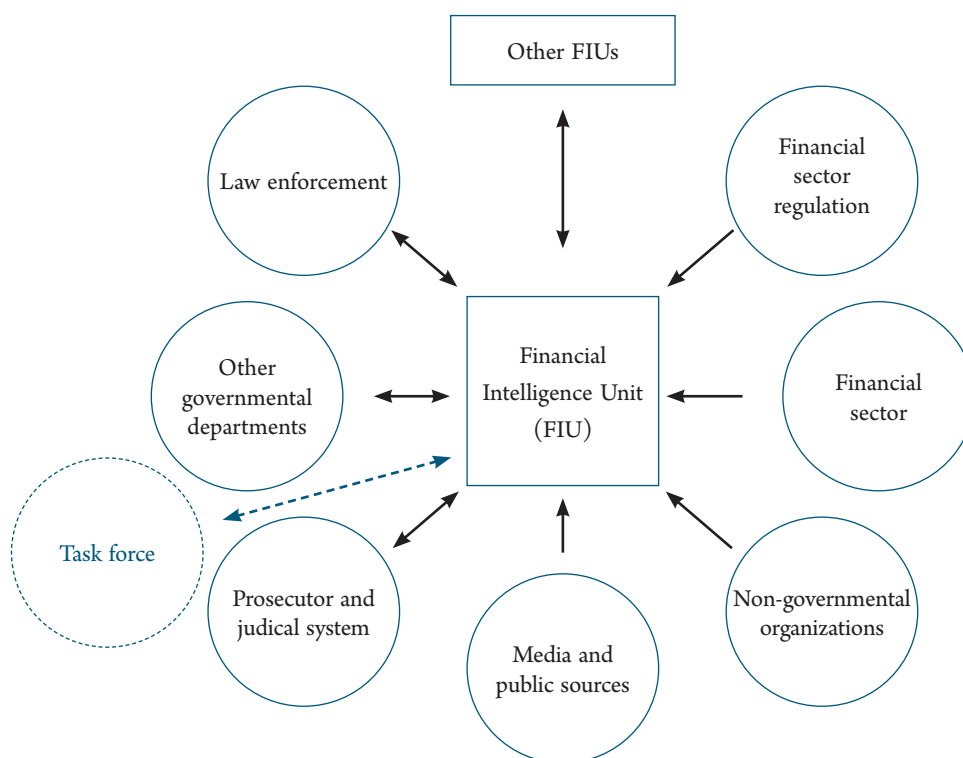 Other FIUs
Law enforcement
Financial
sector
regulation
Other
governmental
departments
Financial
Intelligence Unit
(FIU)
Financial
sector
Task force
Prosecutor and
judical system
Media and
public sources
Non-governmental
organizations